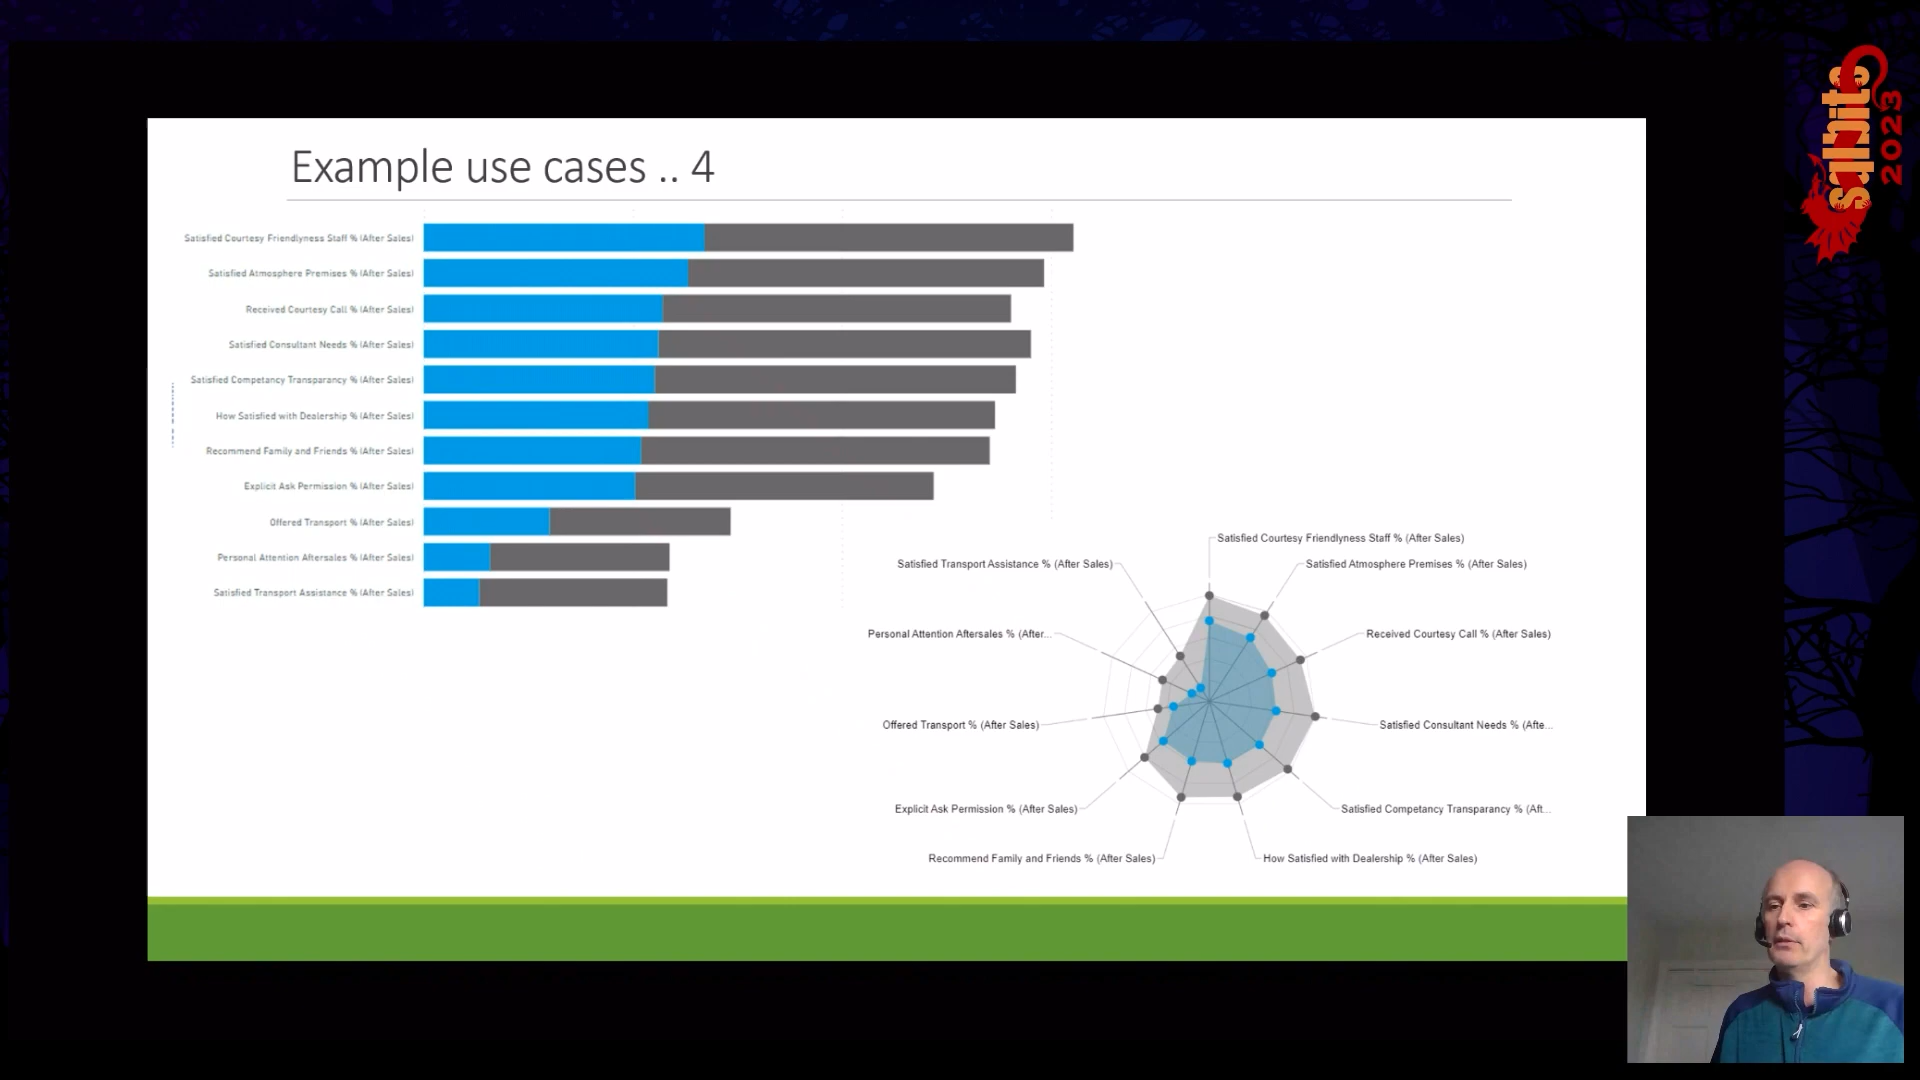 sqlbits
2023
Example use cases .. 4
Satisfied Courtesy Friendlyness Staff % (After Sales)
Satisfied Atmosphere Premises % (After Sales)
Received Courtesy Call % (After Sales)
Satisfied Consultant Needs % (After Sales)
Satisfied Competancy Transparancy % (After Sales)
How Satisfied with Dealership % (After Sales)
Recommend Family and Friends % (After Sales)
Explicit Ask Permission % (After Sales)
Offered Transport % (After Sales)
Personal Attention Aftersales % (After Sales)
Satisfied Transport Assistance % (After Sales)
Satisfied Courtesy Friendlyness Staff % (After Sales)
Satisfied Transport Assistance % (After Sales)
Satisfied Atmosphere Premises % (After Sales)
Personal Attention Aftersales % (After...
Received Courtesy Call % (After Sales)
Offered Transport % (After Sales)
Satisfied Consultant Needs % (Afte...
Explicit Ask Permission % (After Sales)
Satisfied Competancy Transparancy % (Aft...
Recommend Family and Friends % (After Sales)
How Satisfied with Dealership % (After Sales)